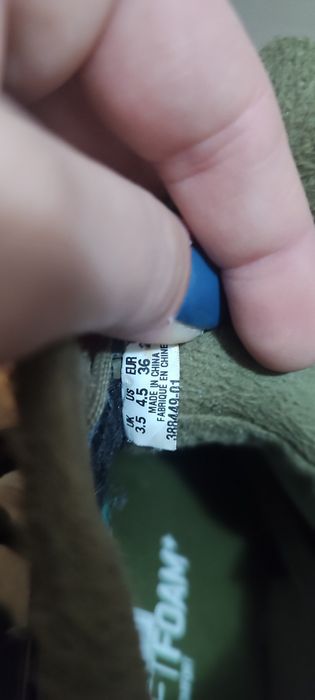 UK US EUR
3.5 4.5 36
MADE IN CHINA
FABRIQUE EN CHINE
388449-01
FOAM+